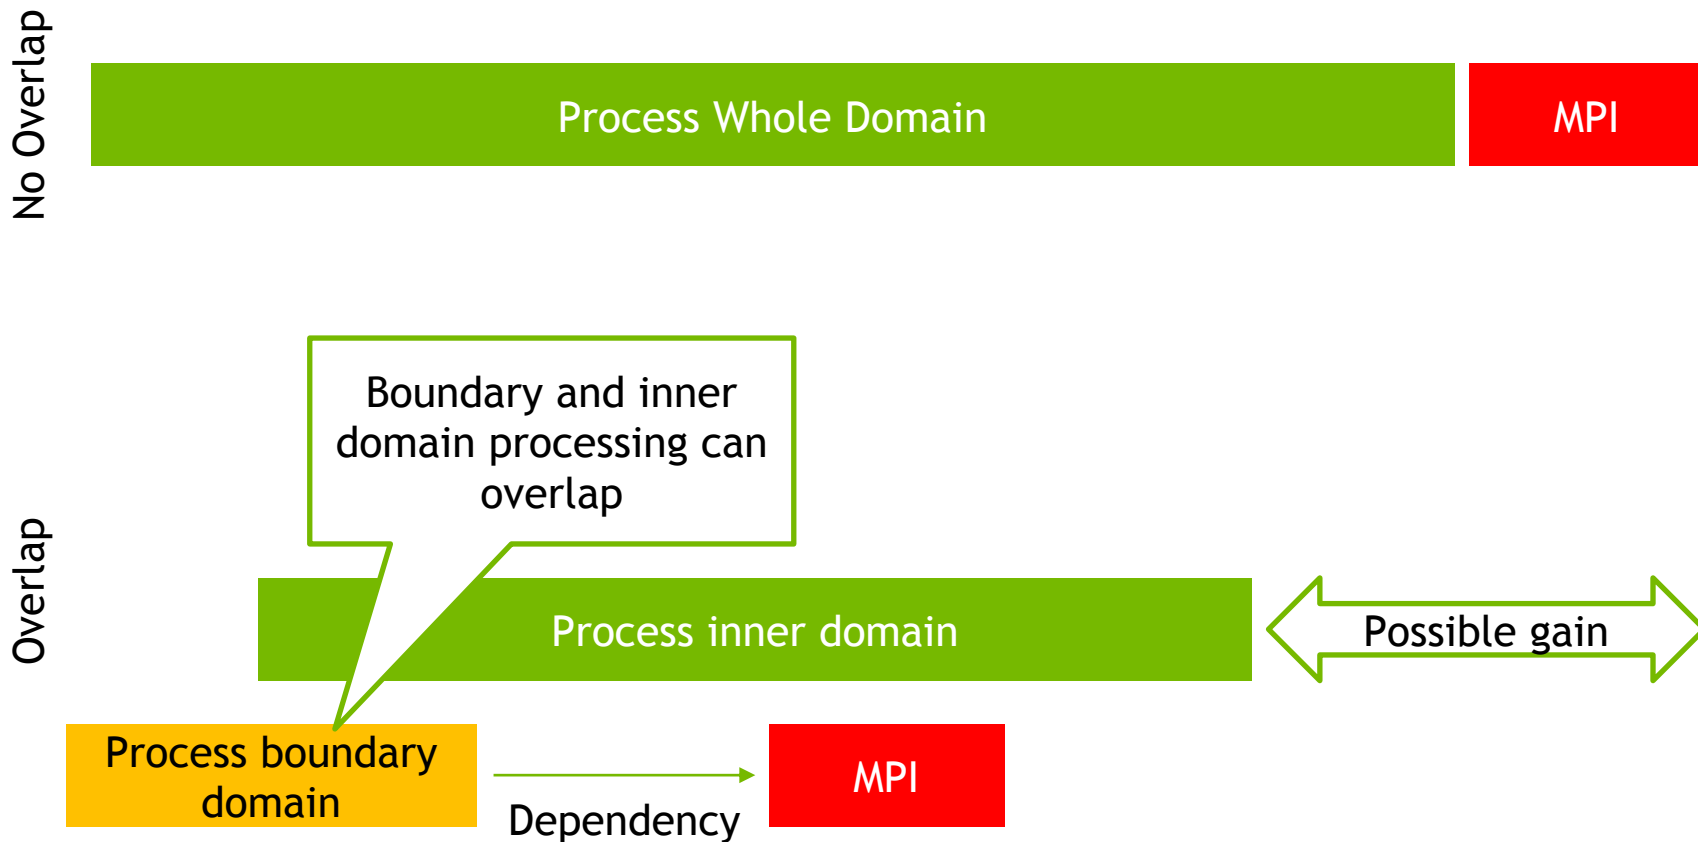 No Overlap
Process Whole Domain
MPI
Boundary and inner
domain processing can
overlap
Overlap
Process inner domain
Possible gain
Process boundary
domain
Dependency
MPI